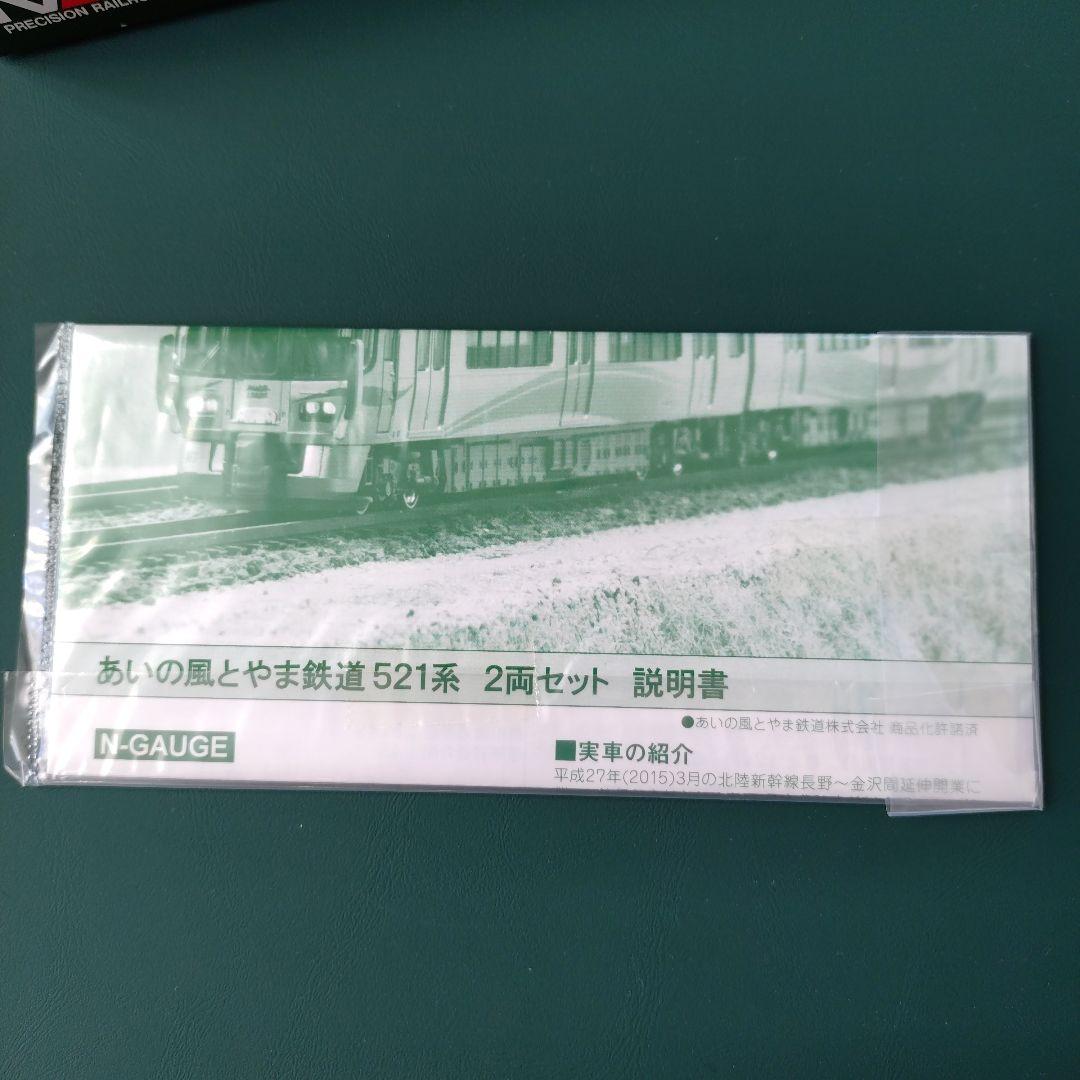 PRECISION RAILRO
あいの風とやま鉄道521系 2両セット 説明書
●あいの風とやま鉄道株式会社 商品化許諾済
N-GAUGE
■実車の紹介
平成27年(2015)3月の北陸新幹線長野～金沢間延伸開業に